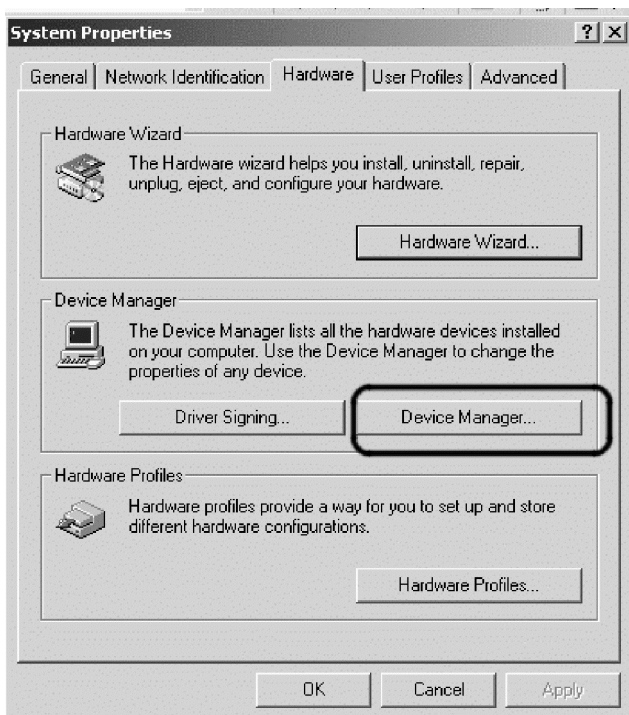 System Properties
? X
General Network Identification Hardware User Profiles Advanced
Hardware Wizard
The Hardware wizard helps you install, uninstall, repair,
unplug, eject, and configure your hardware.
Hardware Wizard...
Device Manager
The Device Manager lists all the hardware devices installed
on your computer. Use the Device Manager to change the
properties of any device.
Driver Signing... Device Manager...
Hardware Profiles
Hardware profiles provide a way for you to set up and store
different hardware configurations.
Hardware Profiles...
OK Cancel Apply